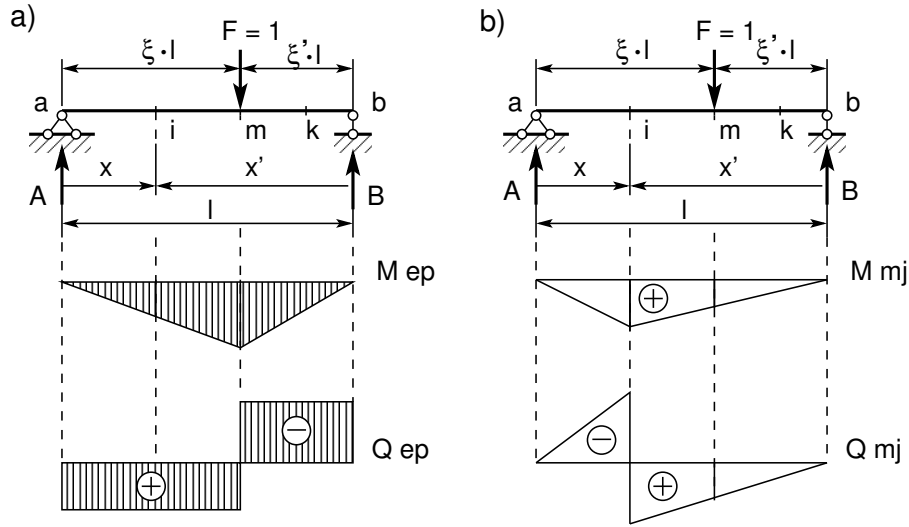 a)
F = 1
ξ·l
ξ'·l
a
b
i
m
k
x
x'
A
B
l
M ep
Q ep
b)
F = 1
ξ·l
ξ'·l
a
b
i
m
k
x
x'
A
B
l
M mj
Q mj